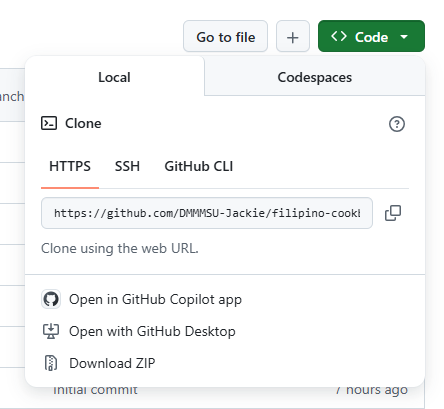 Go to file
+
Code
Local
Codespaces
anch
Clone
HTTPS
SSH
GitHub CLI
https://github.com/DMMMSU-Jackie/filipino-cookb
Clone using the web URL.
Open in GitHub Copilot app
Open with GitHub Desktop
Download ZIP
Initial commit
7 hours ago